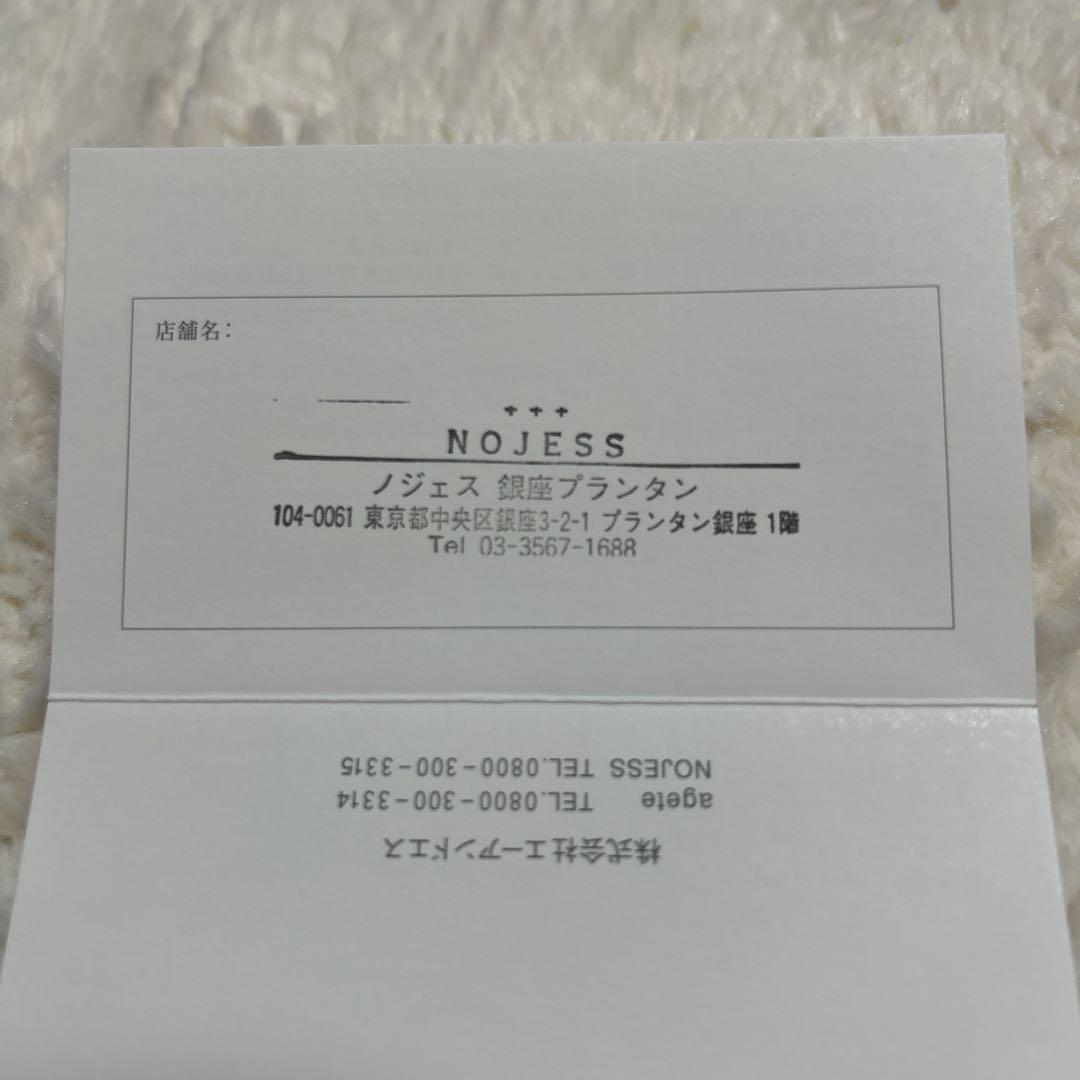 店舗名：
+++
NOJESS
ノジェス 銀座プランタン
104-0061 東京都中央区銀座3-2-1 プランタン銀座 1階
Tel 03-3567-1688
株式会社エーアンドエス
agete TEL.0800-300-3314
NOJESS TEL.0800-300-3315